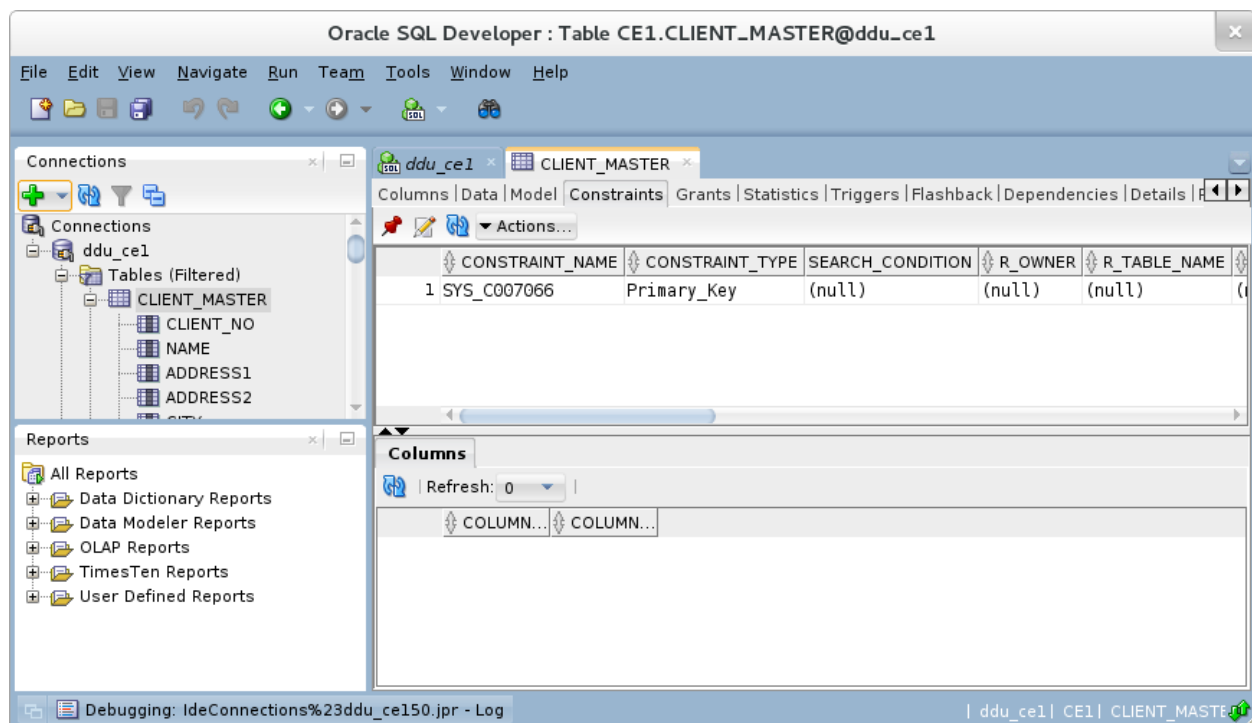 Oracle SQL Developer : Table CE1.CLIENT_MASTER@ddu_ce1
File Edit View Navigate Run Team Tools Window Help
Connections
Connections
ddu_ce1
Tables (Filtered)
CLIENT_MASTER
CLIENT_NO
NAME
ADDRESS1
ADDRESS2
Reports
All Reports
Data Dictionary Reports
Data Modeler Reports
OLAP Reports
TimesTen Reports
User Defined Reports
ddu_ce1 CLIENT_MASTER
Columns | Data | Model | Constraints | Grants | Statistics | Triggers | Flashback | Dependencies | Details |
Actions...
CONSTRAINT_NAME CONSTRAINT_TYPE SEARCH_CONDITION R_OWNER R_TABLE_NAME
1 SYS_C007066 Primary_Key (null) (null) (null)
Columns
Refresh: 0
COLUMN... COLUMN...
Debugging: IdeConnections%23ddu_ce150.jpr - Log
| ddu_ce1| CE1| CLIENT_MASTE